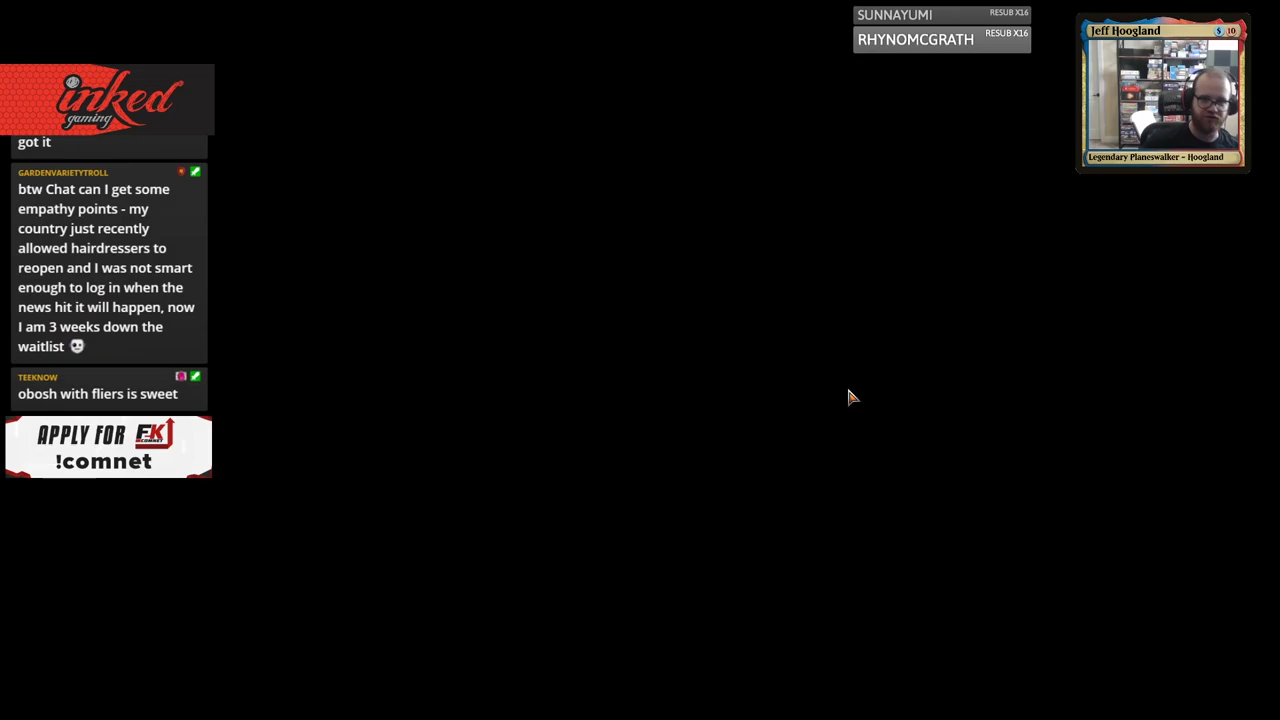 SUNNAYUMI RESUB X16
RHYNOMCGRATH RESUB X16
Jeff Hoogland 10
Legendary Planeswalker – Hoogland
inked
gaming
got it
GARDENVARIETYTROLL
btw Chat can I get some
empathy points - my
country just recently
allowed hairdressers to
reopen and I was not smart
enough to log in when the
news hit it will happen, now
I am 3 weeks down the
waitlist
TEEKNOW
obosh with fliers is sweet
APPLY FOR F2K
COMNET
!comnet